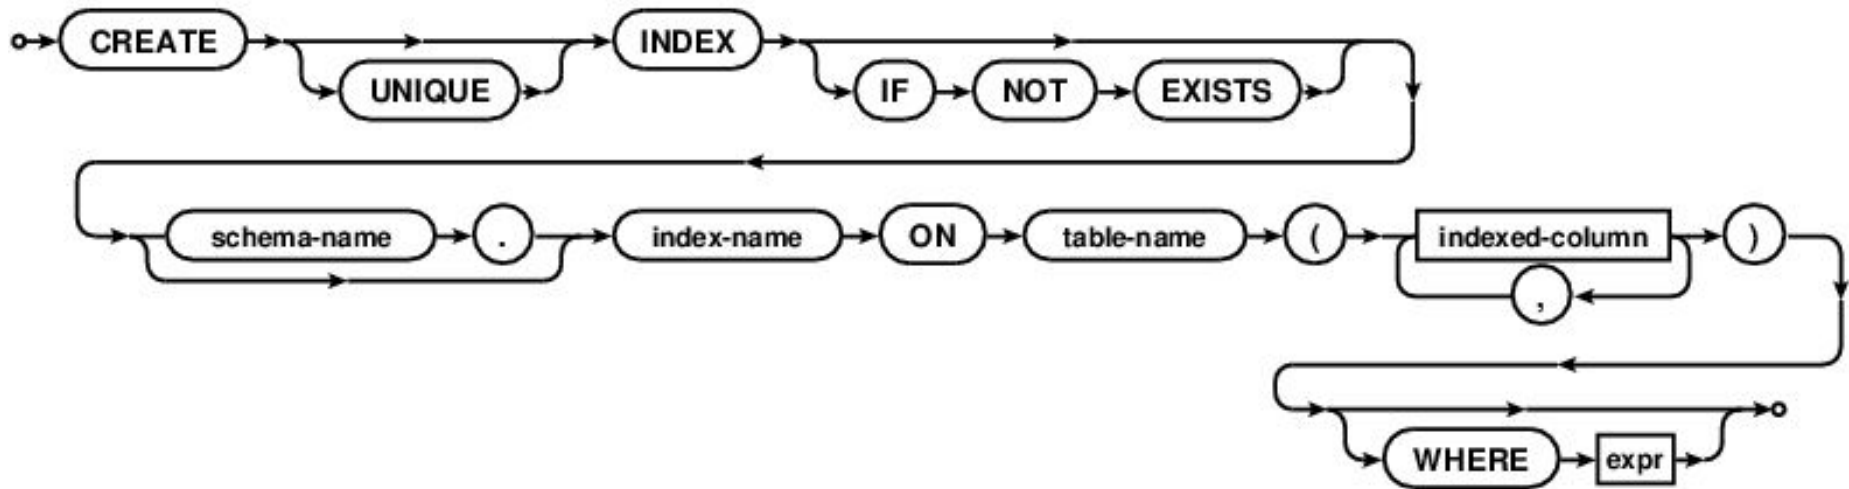 CREATE INDEX
UNIQUE IF NOT EXISTS
schema-name . index-name ON table-name ( indexed-column )
,
WHERE expr